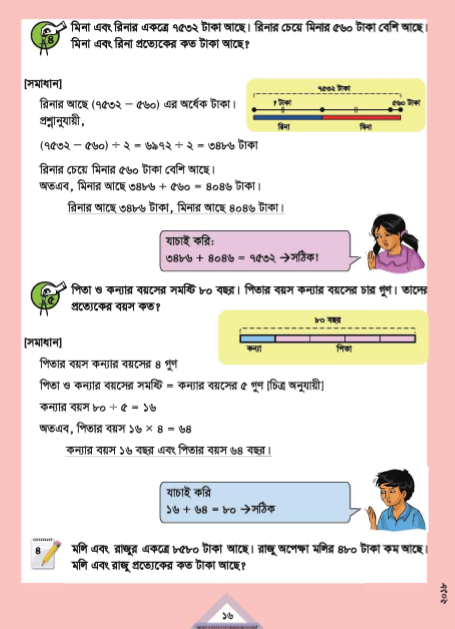 ৪
মিনা এবং রিনার একত্রে ৭৫৩২ টাকা আছে। রিনার চেয়ে মিনার ৫৬০ টাকা বেশি আছে।
মিনা এবং রিনা প্রত্যেকের কত টাকা আছে?
[সমাধান]
রিনার আছে (৭৫৩২ – ৫৬০) এর অর্ধেক টাকা।
প্রশ্নানুযায়ী,
(৭৫৩২ – ৫৬০) ÷ ২ = ৬৯৭২ ÷ ২ = ৩৪৮৬ টাকা
৭৫৩২ টাকা
? টাকা
৫৬০ টাকা
রিনা
মিনা
রিনার চেয়ে মিনার ৫৬০ টাকা বেশি আছে।
অতএব, মিনার আছে ৩৪৮৬ + ৫৬০ = ৪০৪৬ টাকা।
রিনার আছে ৩৪৮৬ টাকা, মিনার আছে ৪০৪৬ টাকা।
যাচাই করি:
৩৪৮৬ + ৪০৪৬ = ৭৫৩২ →সঠিক!
৫
পিতা ও কন্যার বয়সের সমষ্টি ৮০ বছর। পিতার বয়স কন্যার বয়সের চার গুণ। তাদের
প্রত্যেকের বয়স কত?
৮০ বছর
কন্যা
পিতা
[সমাধান]
পিতার বয়স কন্যার বয়সের ৪ গুণ
পিতা ও কন্যার বয়সের সমষ্টি = কন্যার বয়সের ৫ গুণ [চিত্র অনুযায়ী]
কন্যার বয়স ৮০ ÷ ৫ = ১৬
অতএব, পিতার বয়স ১৬ × ৪ = ৬৪
কন্যার বয়স ১৬ বছর এবং পিতার বয়স ৬৪ বছর।
যাচাই করি
১৬ + ৬৪ = ৮০ →সঠিক
৪
মলি এবং রাজুর একত্রে ৮৫৮০ টাকা আছে। রাজু অপেক্ষা মলির ৪৮০ টাকা কম আছে।
মলি এবং রাজু প্রত্যেকের কত টাকা আছে?
১৬
২০১৮